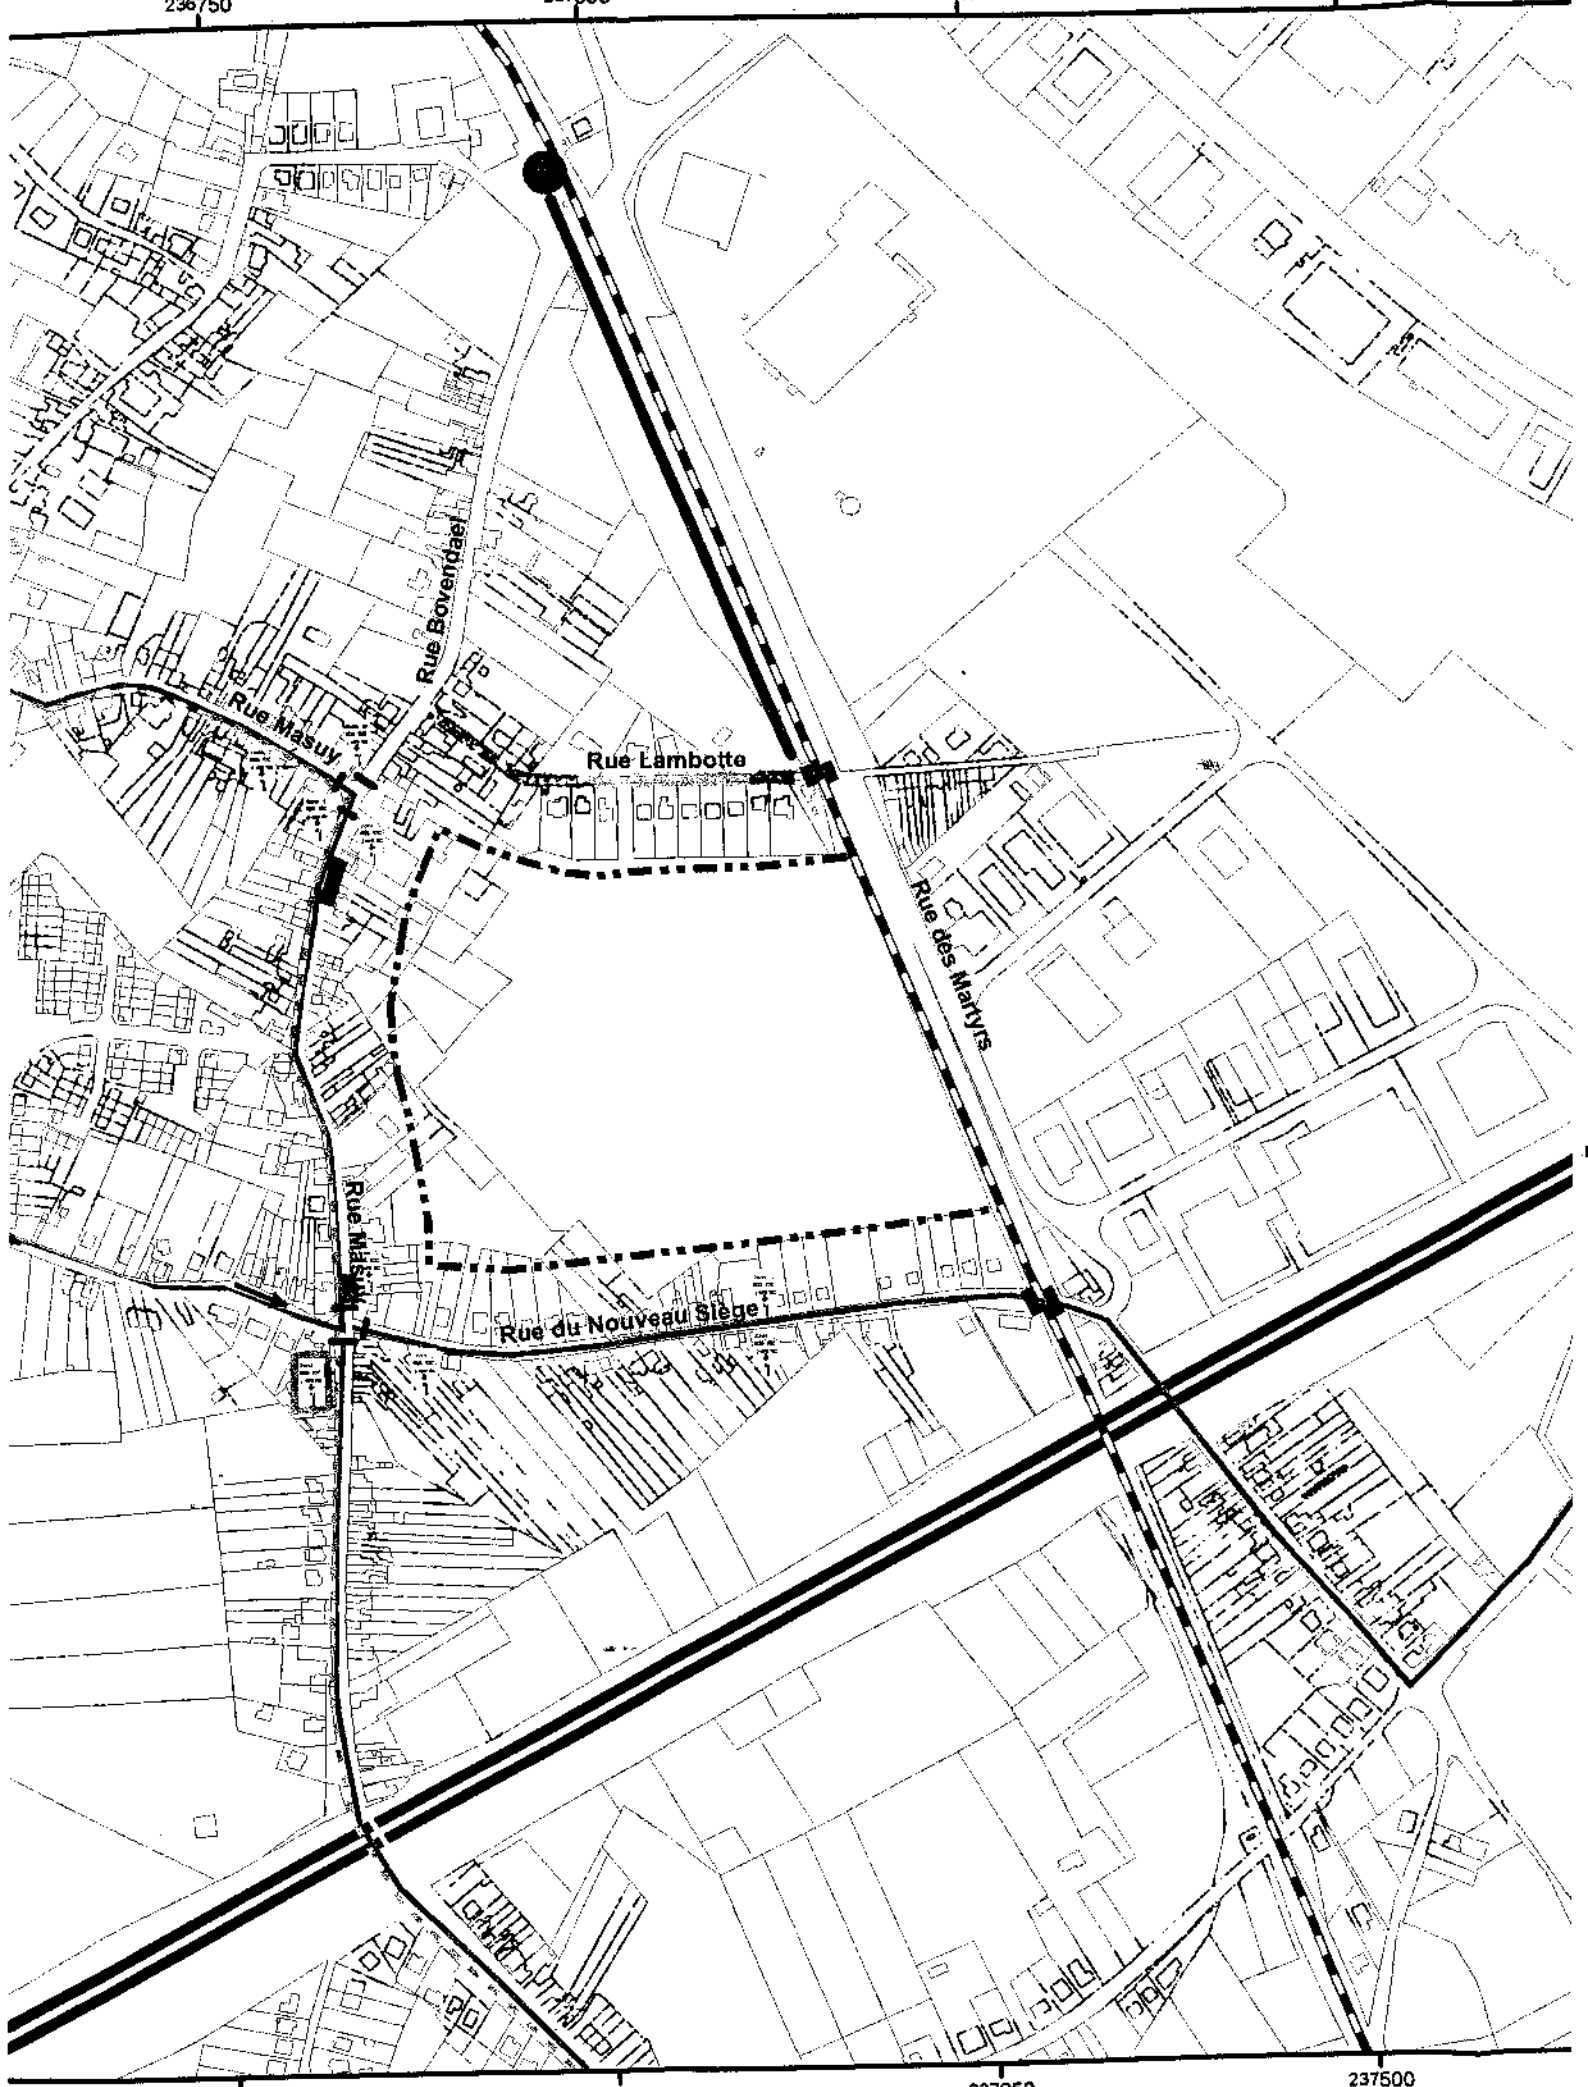 236750
Rue Bovendael
Rue Masuy
Rue Lambotte
Rue des Martyrs
Rue Masuy
Rue du Nouveau Siège
237500